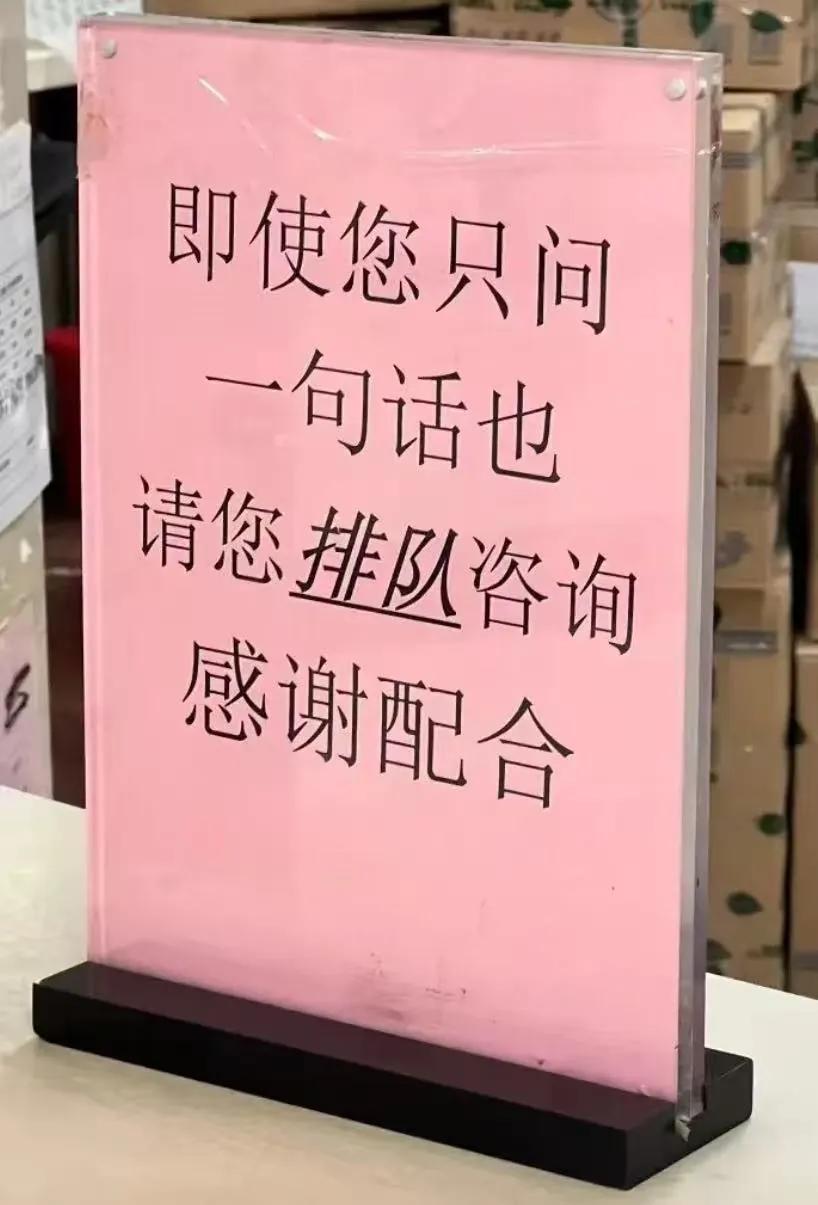 即使您只问
一句话也
请您排队咨询
感谢配合